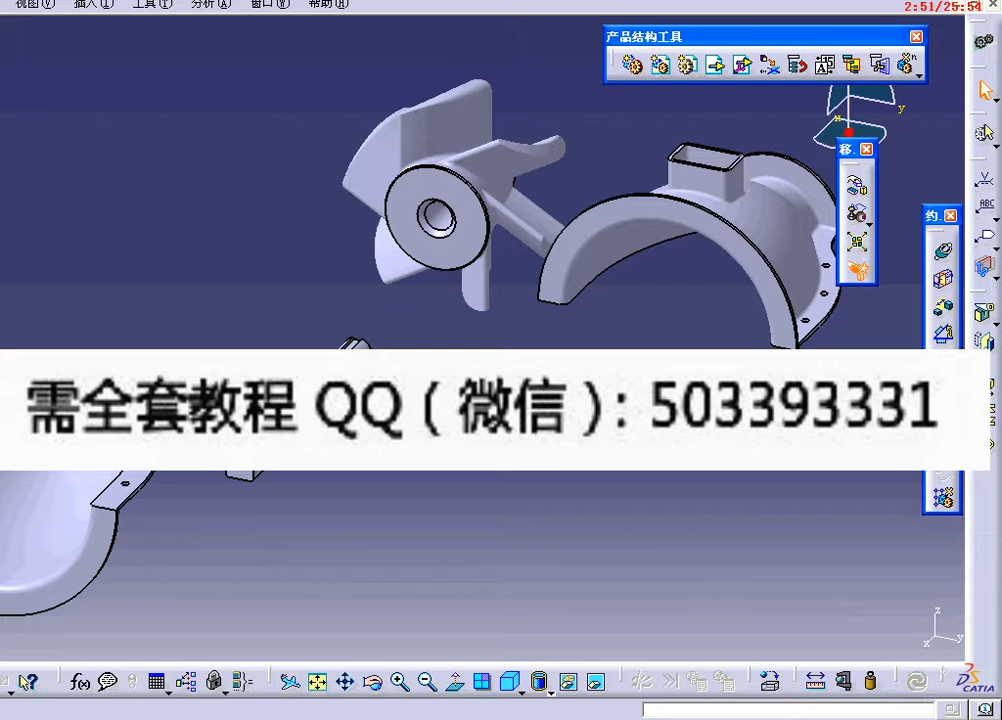 视图(V) 插入(I) 工具(T) 分析(A) 窗口(W) 帮助(H)
2:51/25:54
产品结构工具
y
x
移.
约.
ABC
需全套教程 QQ（微信）: 503393331
z
x y
f(x)
CATIA